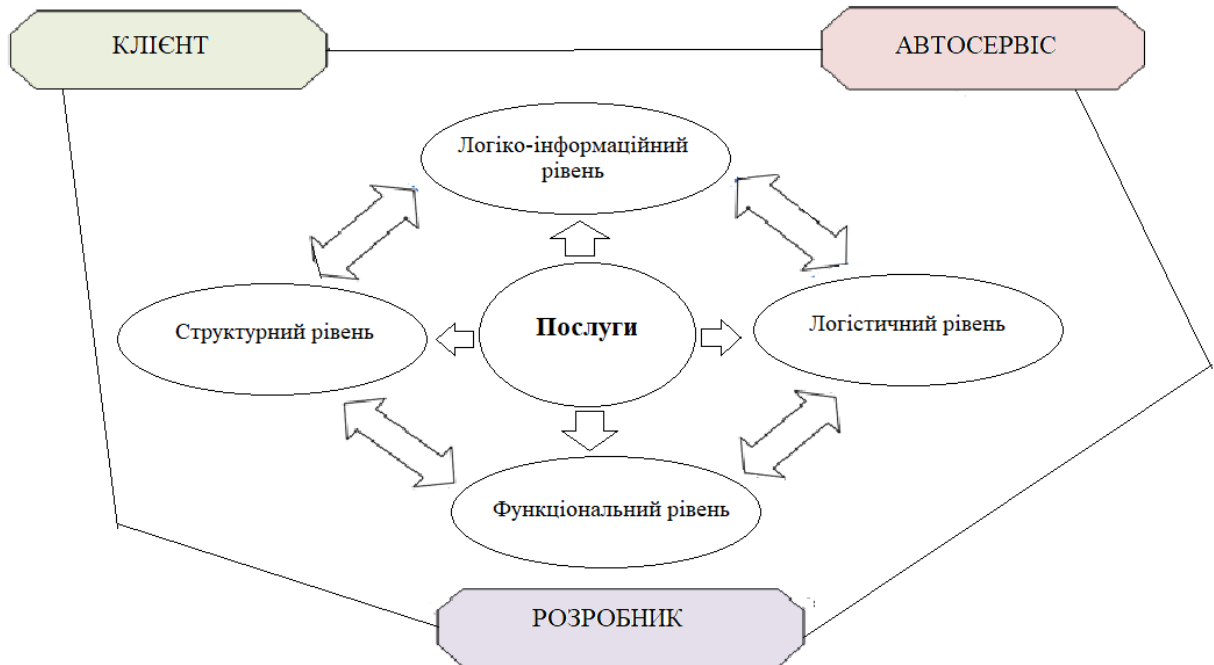 КЛІЄНТ
АВТОСЕРВІС
Логіко-інформаційний
рівень
Структурний рівень
Послуги
Логістичний рівень
Функціональний рівень
РОЗРОБНИК